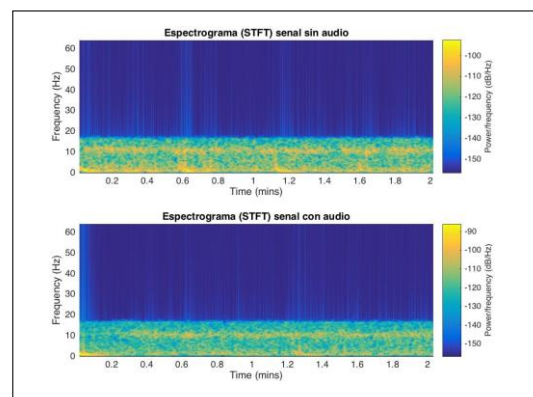 Espectrograma (STFT) senal sin audio
60
50
40
30
20
10
0
Frequency (Hz)
0.2 0.4 0.6 0.8 1 1.2 1.4 1.6 1.8 2
Time (mins)
-100
-110
-120
-130
-140
-150
Power/frequency (dB/Hz)
Espectrograma (STFT) senal con audio
60
50
40
30
20
10
0
Frequency (Hz)
0.2 0.4 0.6 0.8 1 1.2 1.4 1.6 1.8 2
Time (mins)
-90
-100
-110
-120
-130
-140
-150
Power/frequency (dB/Hz)